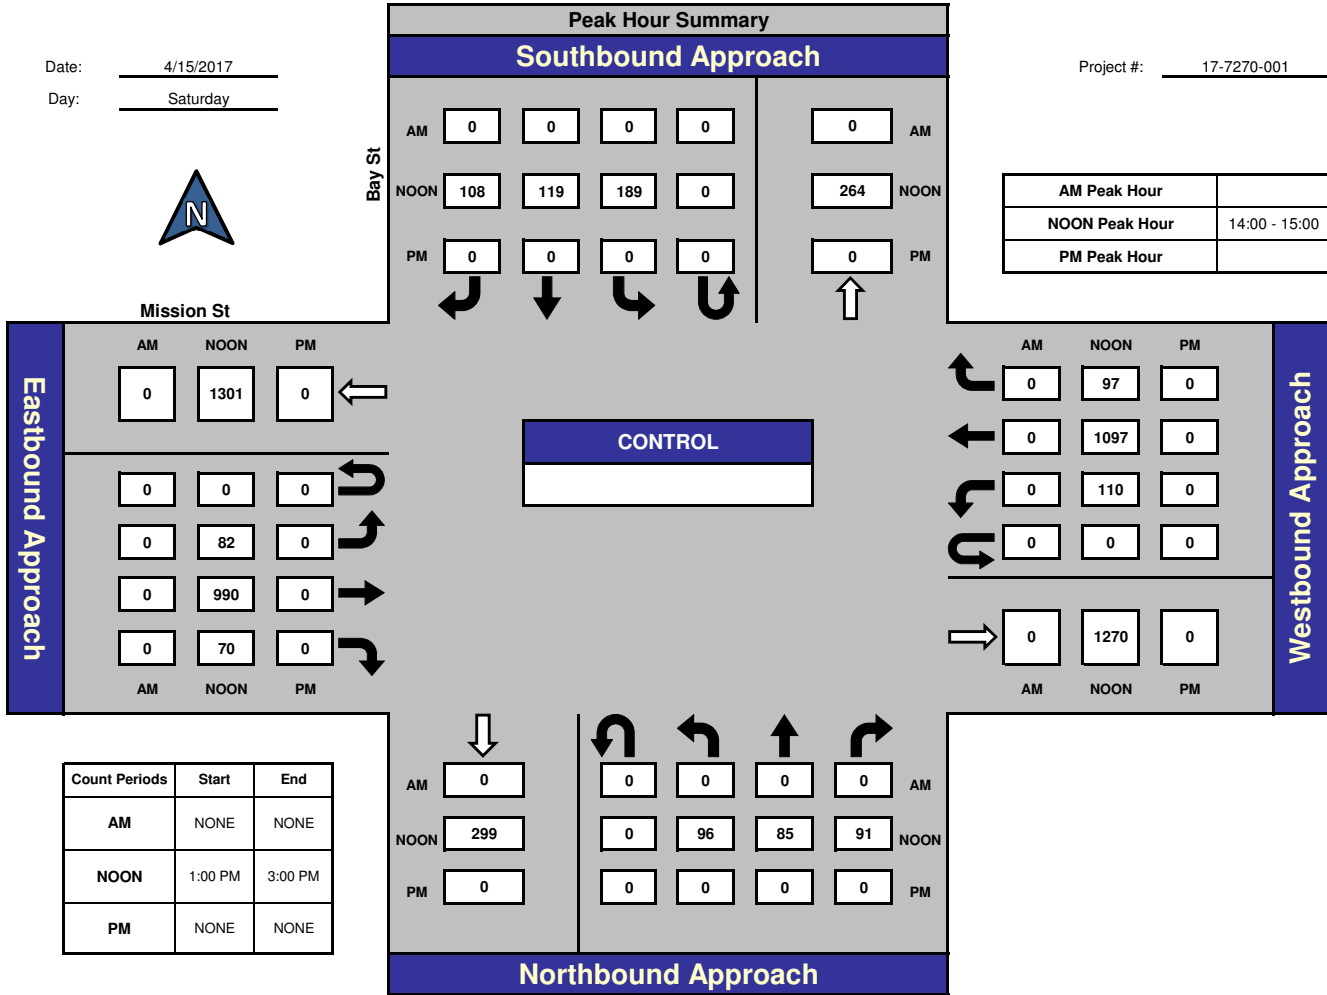 Peak Hour Summary
Southbound Approach
Date: 4/15/2017
Project #: 17-7270-001
Day: Saturday
Bay St
AM 0 0 0 0 0 AM
NOON 108 119 189 0 264 NOON
PM 0 0 0 0 0 PM
N
AM Peak Hour
NOON Peak Hour 14:00 - 15:00
PM Peak Hour
Mission St
Eastbound Approach
AM NOON PM
0 1301 0
0 0 0
0 82 0
0 990 0
0 70 0
AM NOON PM
CONTROL
AM NOON PM
0 97 0
0 1097 0
0 110 0
0 0 0
0 1270 0
AM NOON PM
Westbound Approach
Count Periods Start End
AM NONE NONE
NOON 1:00 PM 3:00 PM
PM NONE NONE
AM 0 0 0 0 0 AM
NOON 299 0 96 85 91 NOON
PM 0 0 0 0 0 PM
Northbound Approach